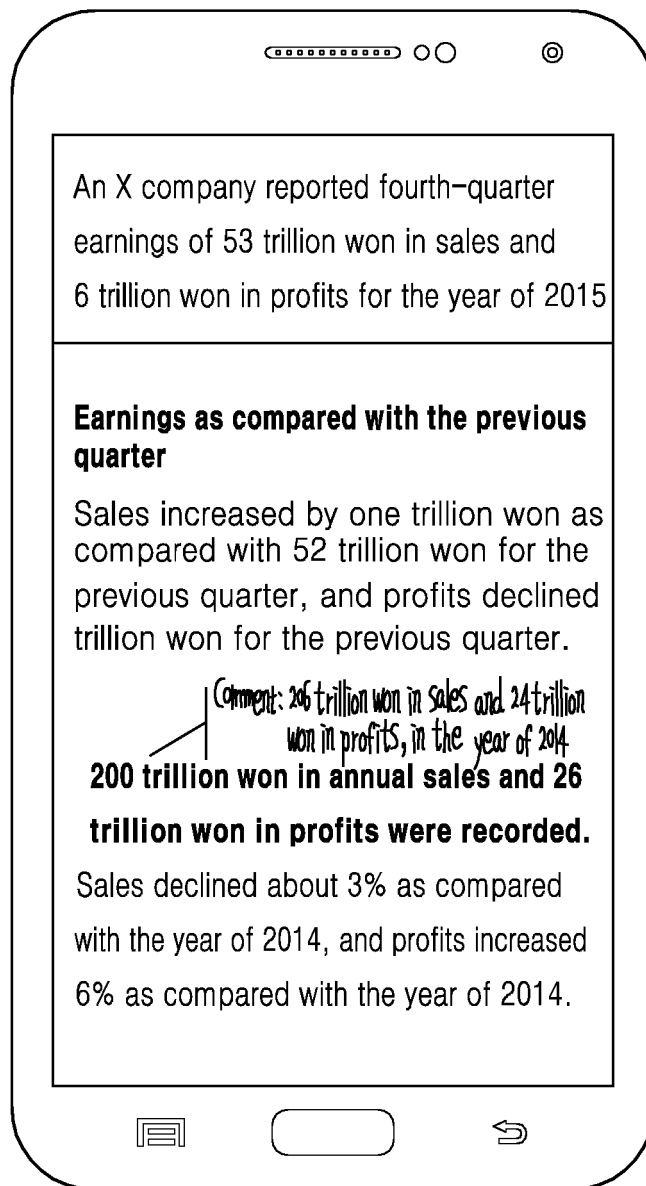 An X company reported fourth-quarter
earnings of 53 trillion won in sales and
6 trillion won in profits for the year of 2015
Earnings as compared with the previous
quarter
Sales increased by one trillion won as
compared with 52 trillion won for the
previous quarter, and profits declined
trillion won for the previous quarter.
Comment: 206 trillion won in sales and 24 trillion
won in profits, in the year of 2014
200 trillion won in annual sales and 26
trillion won in profits were recorded.
Sales declined about 3% as compared
with the year of 2014, and profits increased
6% as compared with the year of 2014.